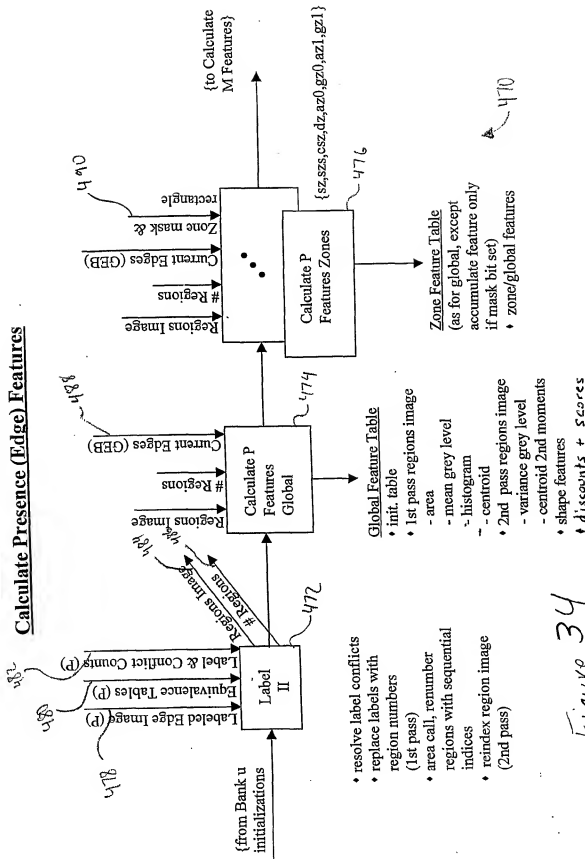 Calculate Presence (Edge) Features
482
480
478
Labeled Edge Image (P)
Equivalence Tables (P)
Label & Conflict Counts (P)
{from Bank u
initializations
Label
II
472
Regions Image
484
# Regions
486
• resolve label conflicts
• replace labels with
region numbers
(1st pass)
• area call, renumber
regions with sequential
indices
• reindex region image
(2nd pass)
Regions Image
# Regions
Current Edges (GEB)
488
Calculate P
Features
Global
474
Global Feature Table
• init. table
• 1st pass regions image
- area
- mean grey level
- histogram
- centroid
• 2nd pass regions image
- variance grey level
- centroid 2nd moments
• shape features
• discounts + scores
Regions Image
# Regions
Current Edges (GEB)
Zone mask &
rectangle
490
Calculate P
Features Zones
476
{to Calculate
M Features}
{sz,szs,csz,dz,az0,gz0,az1,gz1}
Zone Feature Table
(as for global, except
accumulate feature only
if mask bit set)
• zone/global features
470
Figure 34